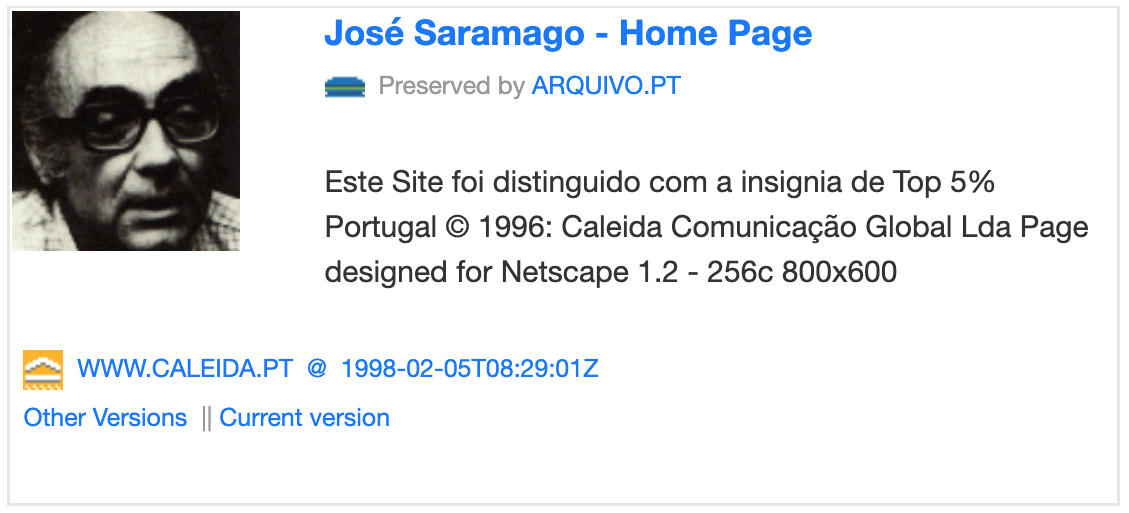 José Saramago - Home Page
Preserved by ARQUIVO.PT
Este Site foi distinguido com a insignia de Top 5%
Portugal © 1996: Caleida Comunicação Global Lda Page
designed for Netscape 1.2 - 256c 800x600
WWW.CALEIDA.PT @ 1998-02-05T08:29:01Z
Other Versions || Current version